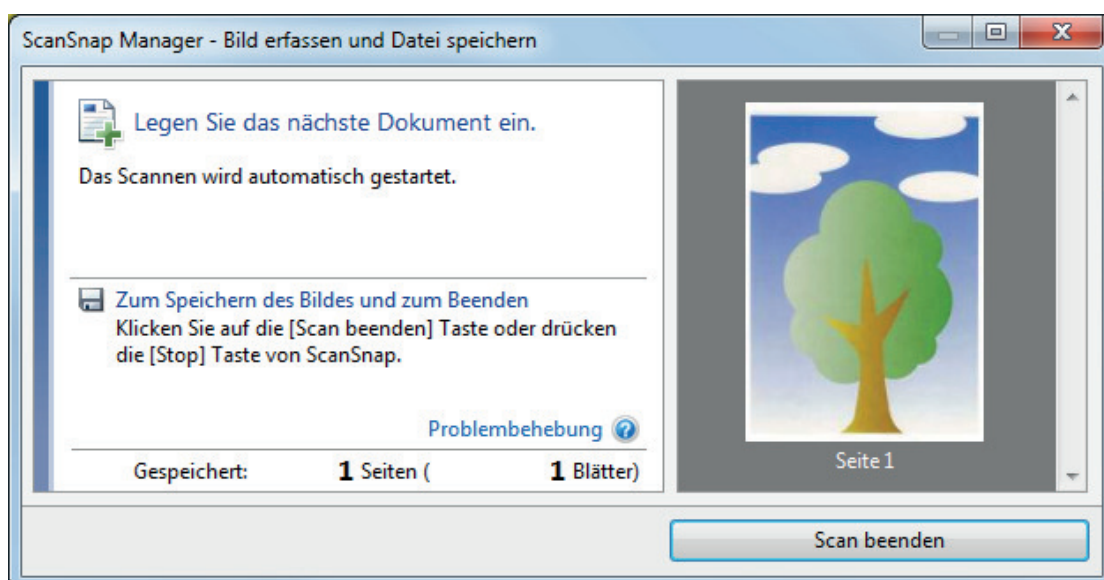 ScanSnap Manager - Bild erfassen und Datei speichern
Legen Sie das nächste Dokument ein.
Das Scannen wird automatisch gestartet.
Zum Speichern des Bildes und zum Beenden
Klicken Sie auf die [Scan beenden] Taste oder drücken
die [Stop] Taste von ScanSnap.
Problembehebung
Gespeichert: 1 Seiten ( 1 Blätter)
Seite 1
Scan beenden